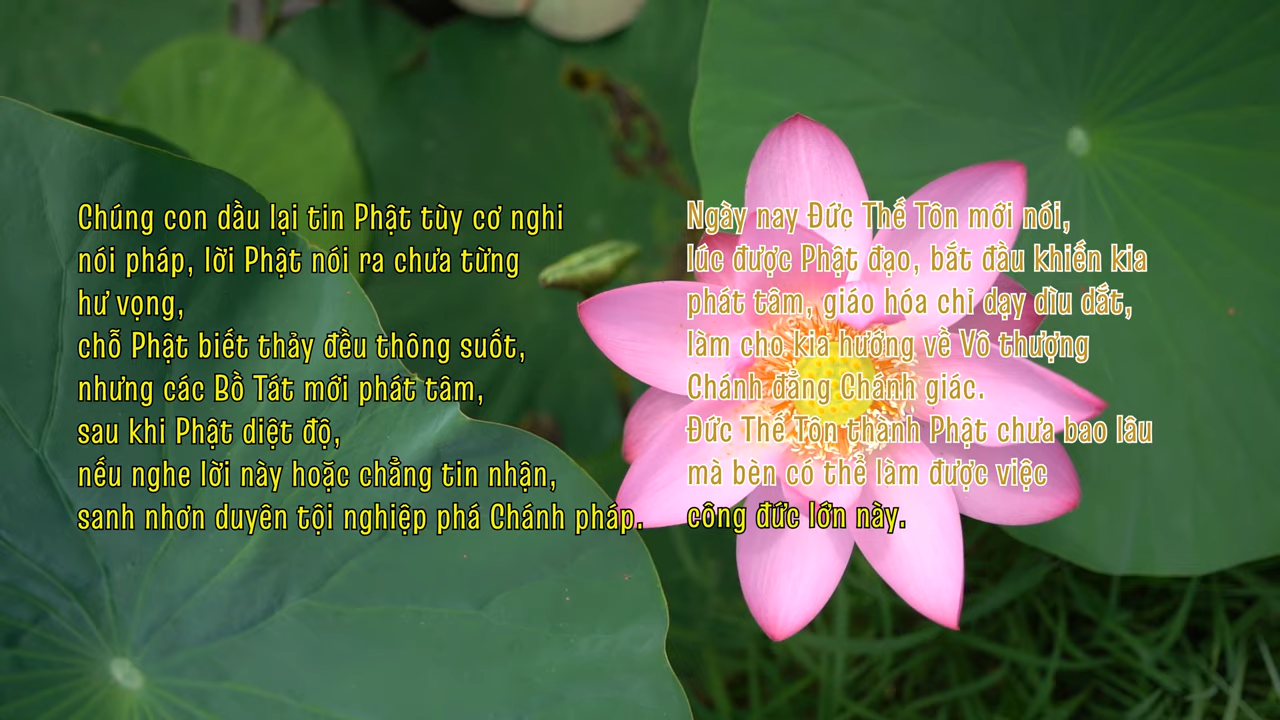 Chúng con dầu lại tin Phật tùy cơ nghi
nói pháp, lời Phật nói ra chưa từng
hư vọng,
chỗ Phật biết thảy đều thông suốt,
nhưng các Bồ Tát mới phát tâm,
sau khi Phật diệt độ,
nếu nghe lời này hoặc chẳng tin nhận,
sanh nhơn duyên tội nghiệp phá Chánh pháp.
Ngày nay Đức Thế Tôn mới nói,
lúc được Phật đạo, bắt đầu khiến kia
phát tâm, giáo hóa chỉ dạy dìu dắt,
làm cho kia hướng về Vô thượng
Chánh đẳng Chánh giác.
Đức Thế Tôn thành Phật chưa bao lâu
mà bèn có thể làm được việc
công đức lớn này.